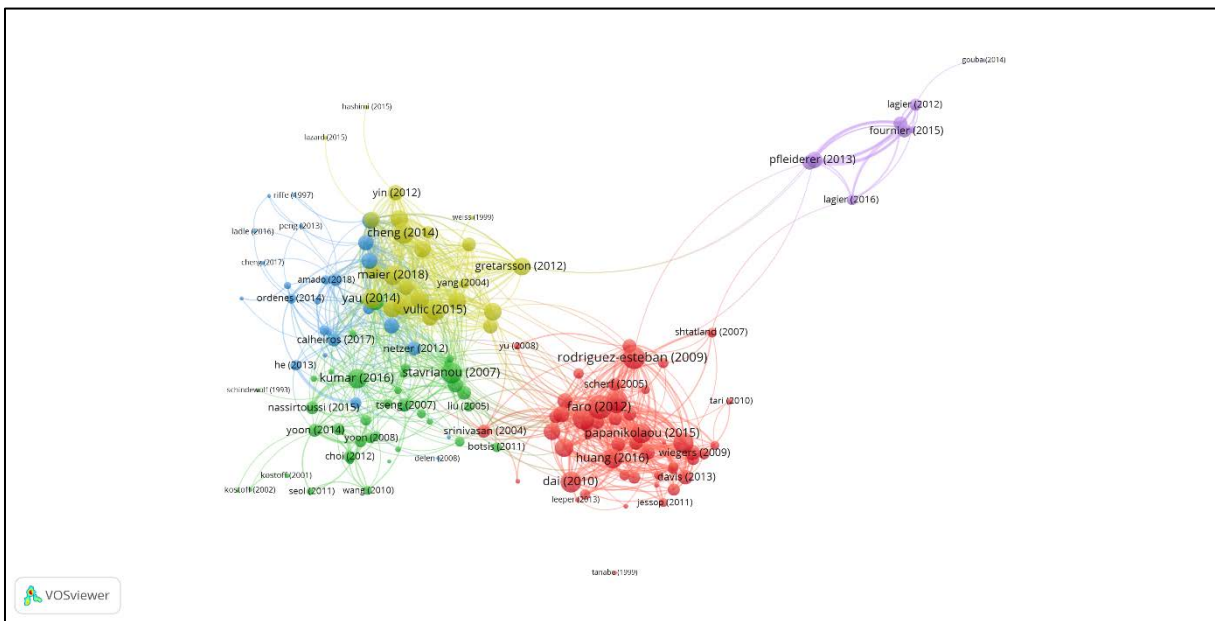 gouba (2014)
lagier (2012)
fournier (2015)
pfleiderer (2013)
lagier (2016)
hashimi (2015)
lazard (2015)
yin (2012)
riffe (1997)
weiss (1999)
peng (2013)
ladle (2016)
cheng (2014)
cheng (2017)
gretarsson (2012)
maier (2018)
amado (2018)
yang (2004)
ordenes (2014)
yau (2014)
vulic (2015)
shtatland (2007)
calheiros (2017)
netzer (2012)
yu (2008)
rodriguez-esteban (2009)
he (2013)
stavrianou (2007)
kumar (2016)
scherf (2005)
schindewolf (1993)
tari (2010)
nassirtoussi (2015)
tseng (2007)
liu (2005)
faro (2012)
yoon (2014)
srinivasan (2004)
papanikolaou (2015)
yoon (2008)
botsis (2011)
wiegers (2009)
choi (2012)
delen (2008)
huang (2016)
kostoff (2001)
davis (2013)
dai (2010)
kostoff (2002)
seol (2011)
wang (2010)
leeper (2013)
jessop (2011)
tanabe (1999)
VOSviewer